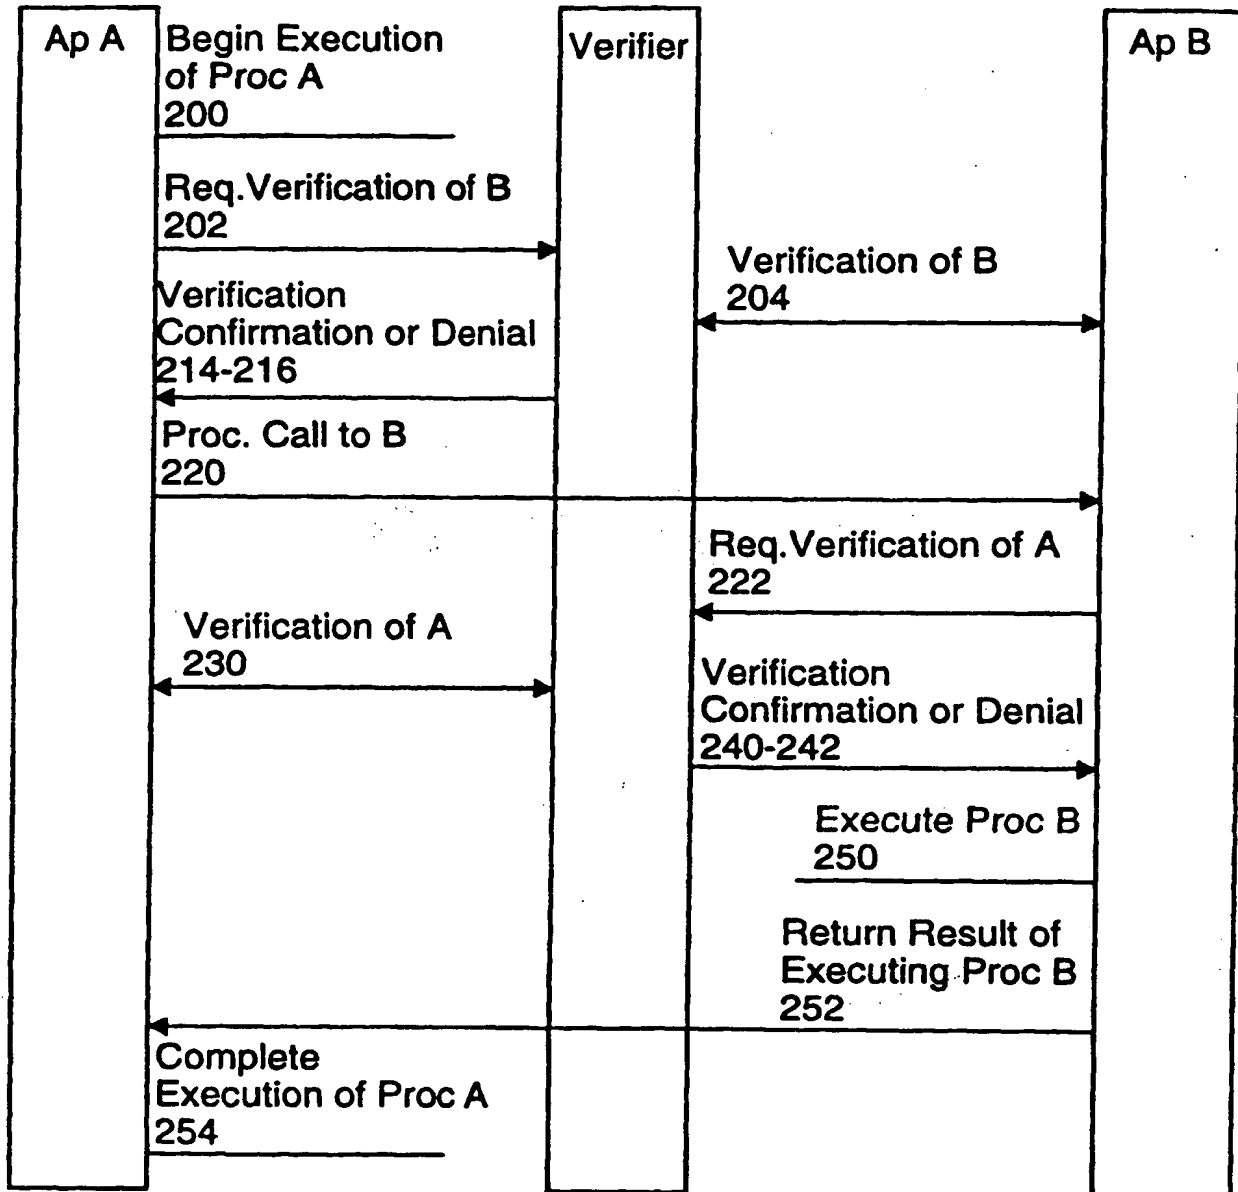 Ap A
Begin Execution
of Proc A
200
Verifier
Ap B
Req.Verification of B
202
Verification of B
204
Verification
Confirmation or Denial
214-216
Proc. Call to B
220
Req.Verification of A
222
Verification of A
230
Verification
Confirmation or Denial
240-242
Execute Proc B
250
Return Result of
Executing Proc B
252
Complete
Execution of Proc A
254